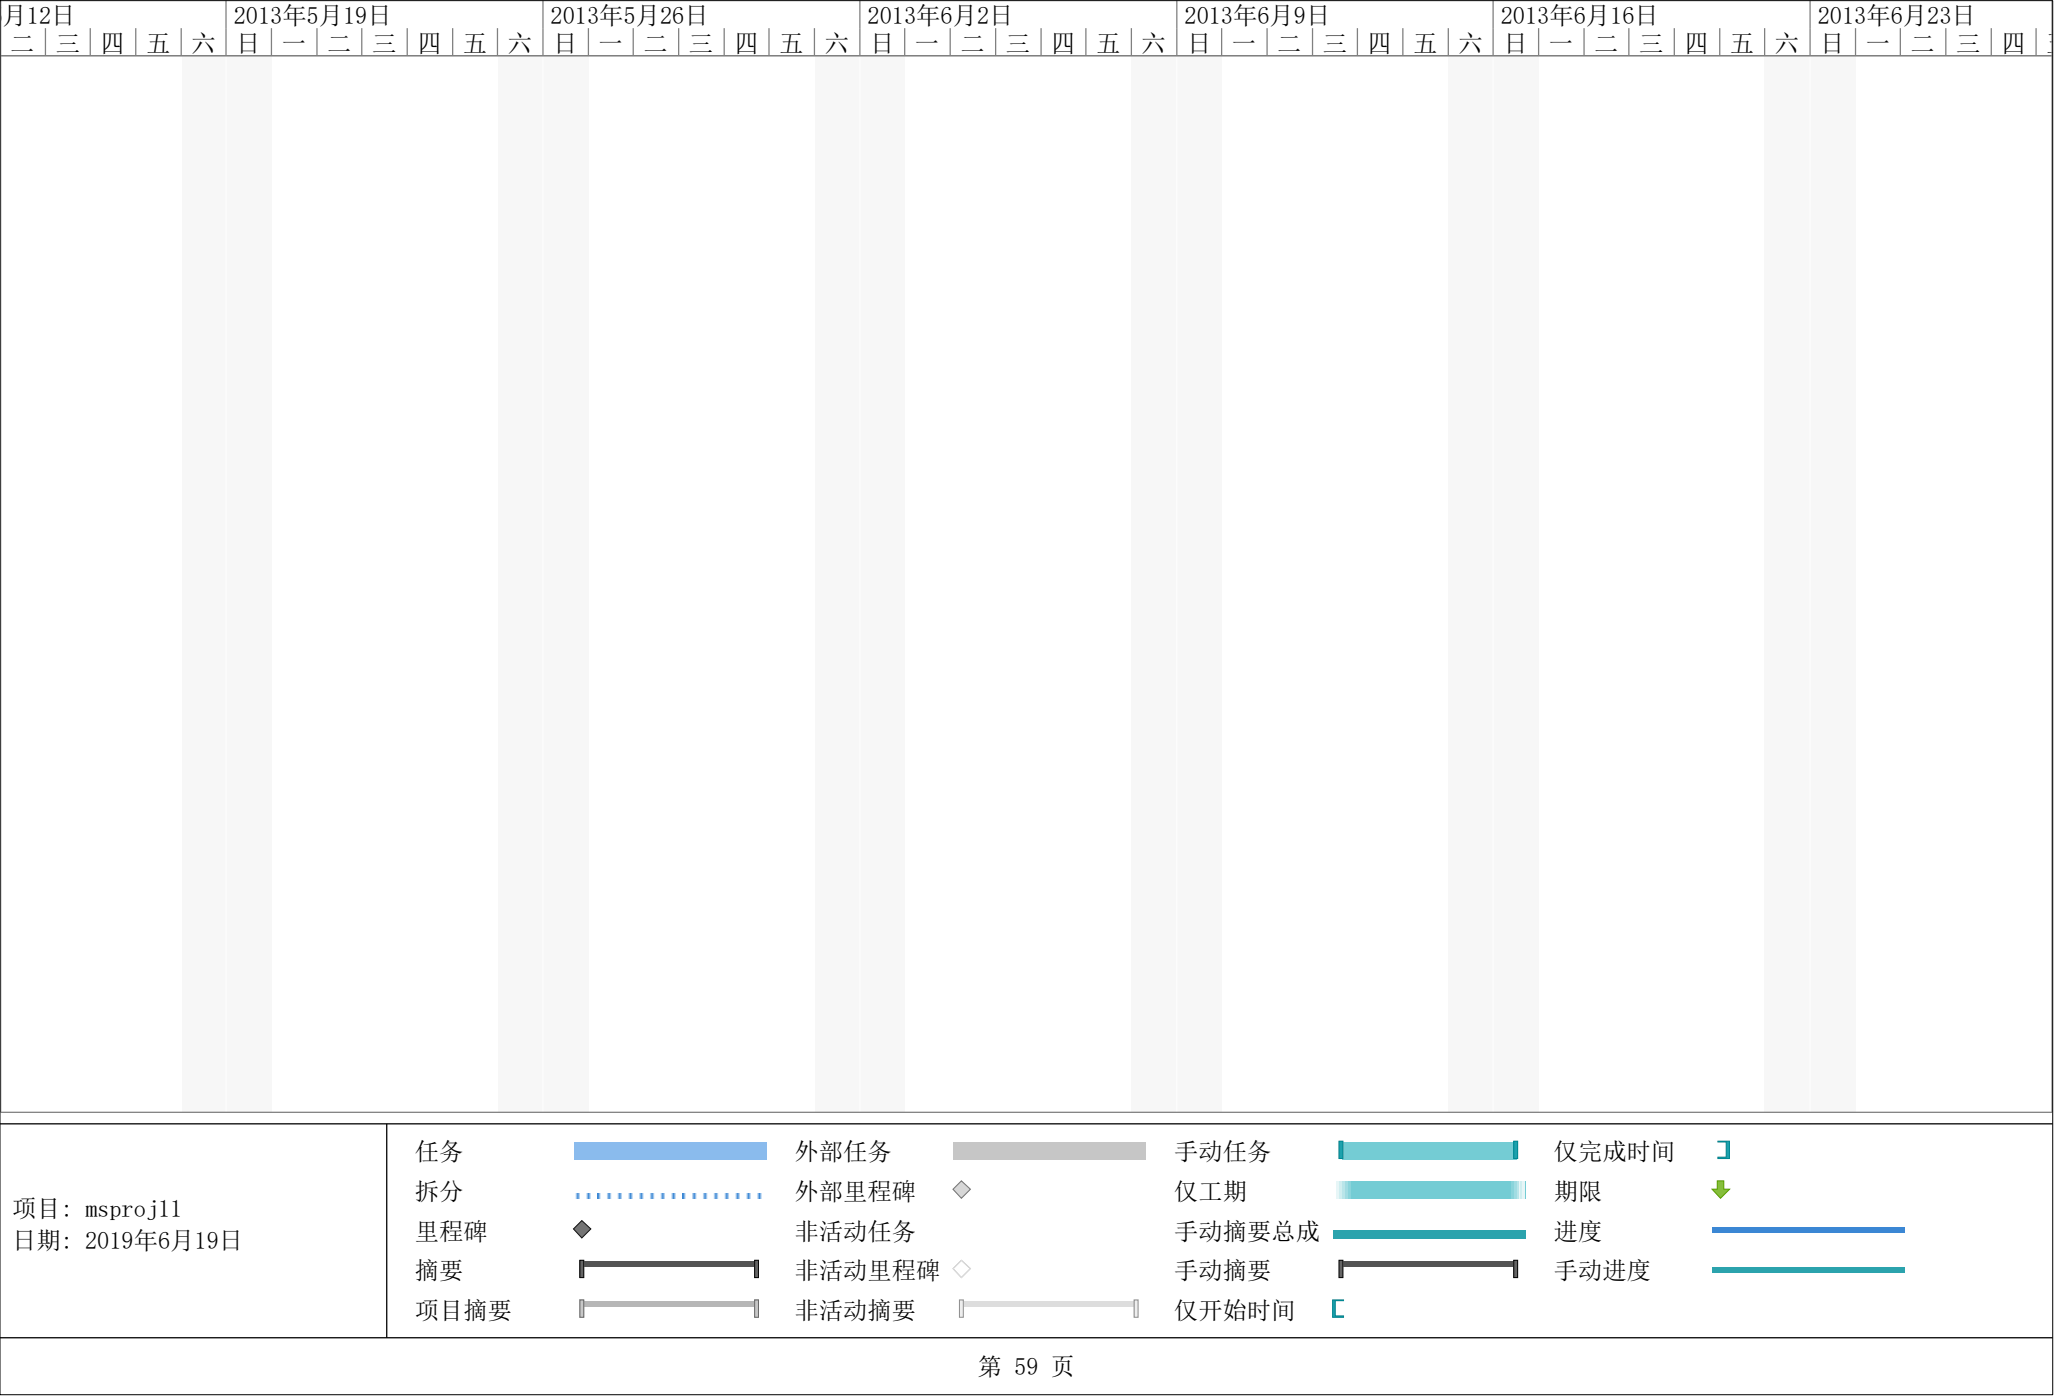 月12日 2013年5月19日 2013年5月26日 2013年6月2日 2013年6月9日 2013年6月16日 2013年6月23日
二 三 四 五 六 日 一 二 三 四 五 六 日 一 二 三 四 五 六 日 一 二 三 四 五 六 日 一 二 三 四 五 六 日 一 二 三 四 五 六 日 一 二 三 四
项目: msproj11
日期: 2019年6月19日
任务
拆分
里程碑
摘要
项目摘要
外部任务
外部里程碑
非活动任务
非活动里程碑
非活动摘要
手动任务
仅工期
手动摘要总成
手动摘要
仅开始时间
仅完成时间
期限
进度
手动进度
第 59 页